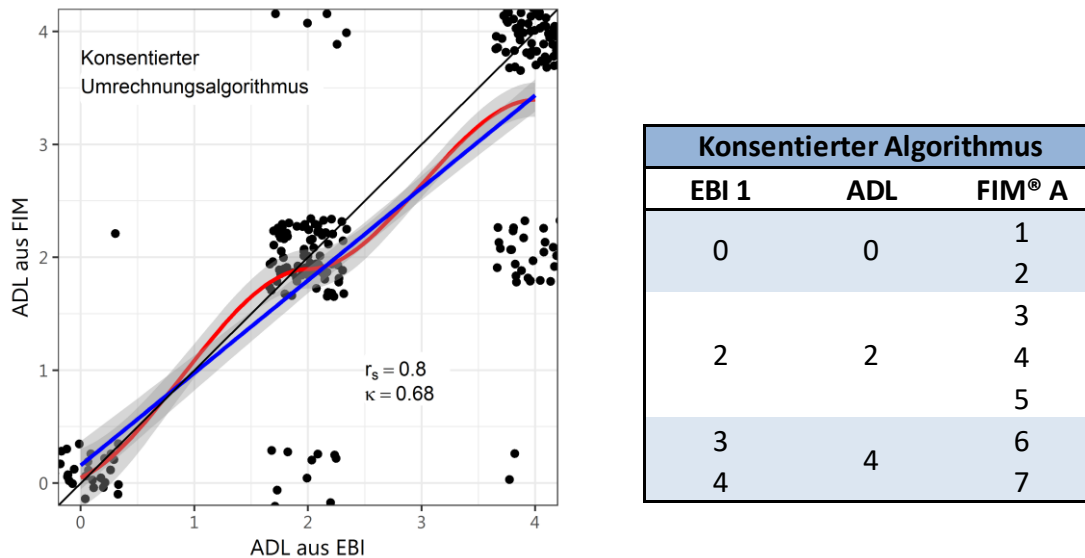 4
3
2
1
0
ADL aus FIM
Konsentierter
Umrechnungsalgorithmus
rs = 0.8
κ = 0.68
0 1 2 3 4
ADL aus EBI
Konsentierter Algorithmus
EBI 1 ADL FIM® A
0 0 1
2
3
2 2 4
5
3 4 6
4 7